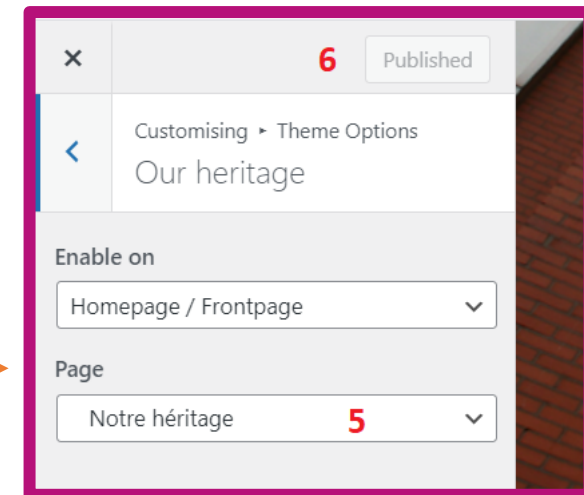 6 Published
Customising ▸ Theme Options
Our heritage
Enable on
Homepage / Frontpage
Page
Notre héritage 5